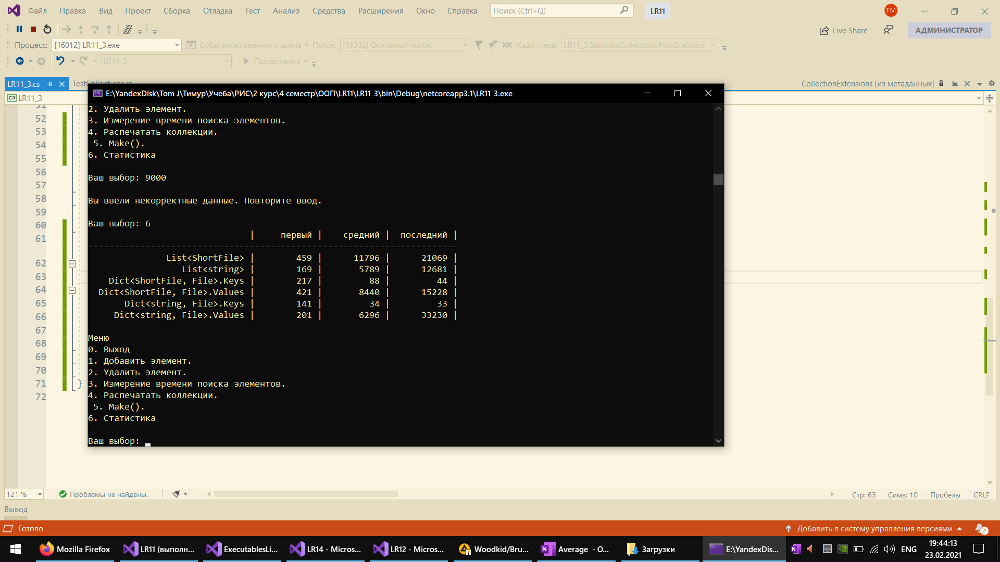 Файл Правка Вид Проект Сборка Отладка Тест Анализ Средства Расширения Окно Справка Поиск (Ctrl+Q) LR11 TM
Live Share АДМИНИСТРАТОР
Процесс: [16012] LR11_3.exe События жизненного цикла Поток: [15332] Основной поток Кадр стека: LR11_3.StatisticsCollectoins.PrintStatistics
LR11_3 Продолжить
LR11_3.cs TestCollections.cs CollectionExtensions [из метаданных]
C# LR11_3
E:\YandexDisk\Tom J\Тимур\Учеба\РИС\2 курс\4 семестр\ООП\LR11\LR11_3\bin\Debug\netcoreapp3.1\LR11_3.exe
2. Удалить элемент.
3. Измерение времени поиска элементов.
4. Распечатать коллекции.
5. Make().
6. Статистика
Ваш выбор: 9000
Вы ввели некорректные данные. Повторите ввод.
Ваш выбор: 6
| первый | средний | последний |
-----------------------------------------------------------------------
List<ShortFile> | 459 | 11796 | 21069 |
List<string> | 169 | 5789 | 12681 |
Dict<ShortFile, File>.Keys | 217 | 88 | 44 |
Dict<ShortFile, File>.Values | 421 | 8440 | 15228 |
Dict<string, File>.Keys | 141 | 34 | 33 |
Dict<string, File>.Values | 201 | 6296 | 33230 |
Меню
0. Выход
1. Добавить элемент.
2. Удалить элемент.
3. Измерение времени поиска элементов.
4. Распечатать коллекции.
5. Make().
6. Статистика
Ваш выбор:
51
52
53
54
55
56
57
58
59
60
61
62
63
64
65
66
67
68
69
70
71 }
72
121 % Проблемы не найдены. Стр: 63 Симв: 10 Пробелы CRLF
Вывод
Готово Добавить в систему управления версиями 2
Mozilla Firefox LR11 (выполн... ExecutablesLi... LR14 - Micros... LR12 - Micros... Woodkid/Bru... Average - O... Загрузки E:\YandexDis... ENG 19:44:13
23.02.2021